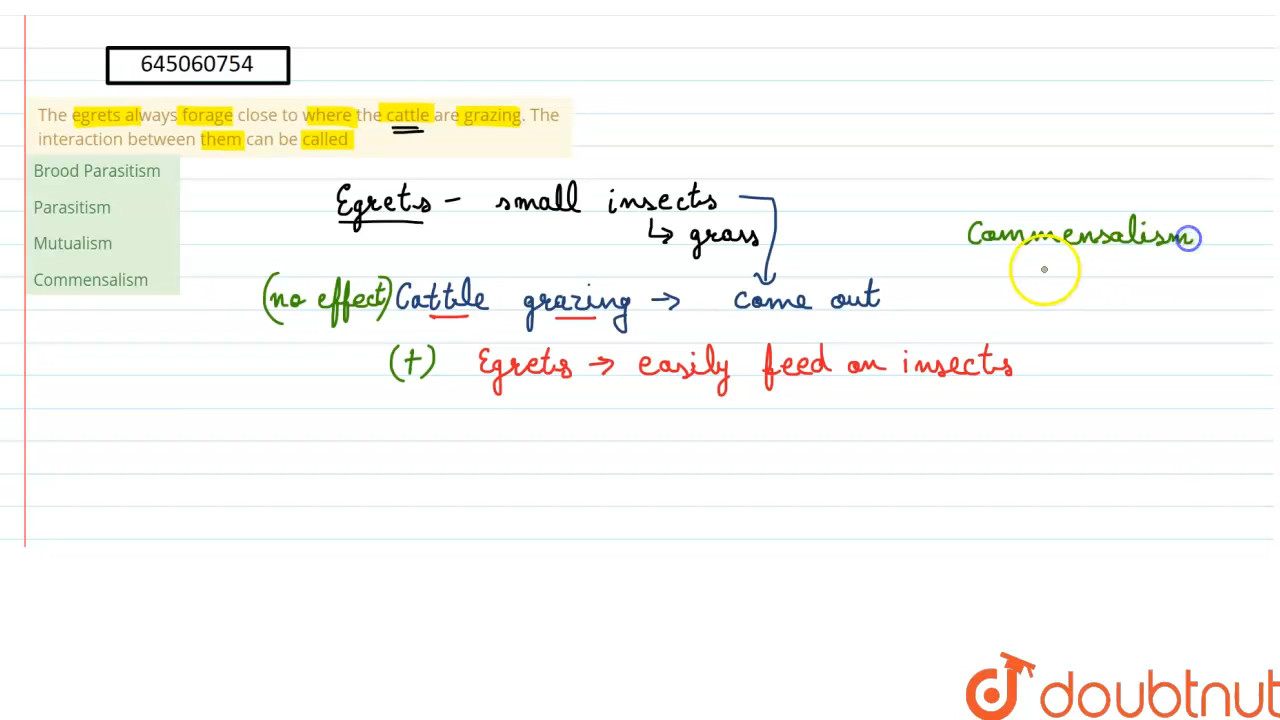 645060754
The egrets always forage close to where the cattle are grazing. The
interaction between them can be called
Brood Parasitism
Parasitism
Mutualism
Commensalism
Egrets - small insects
↳ grass
Commensalism
(no effect) Cattle grazing → come out
(+) Egrets → easily feed on insects
doubtnut